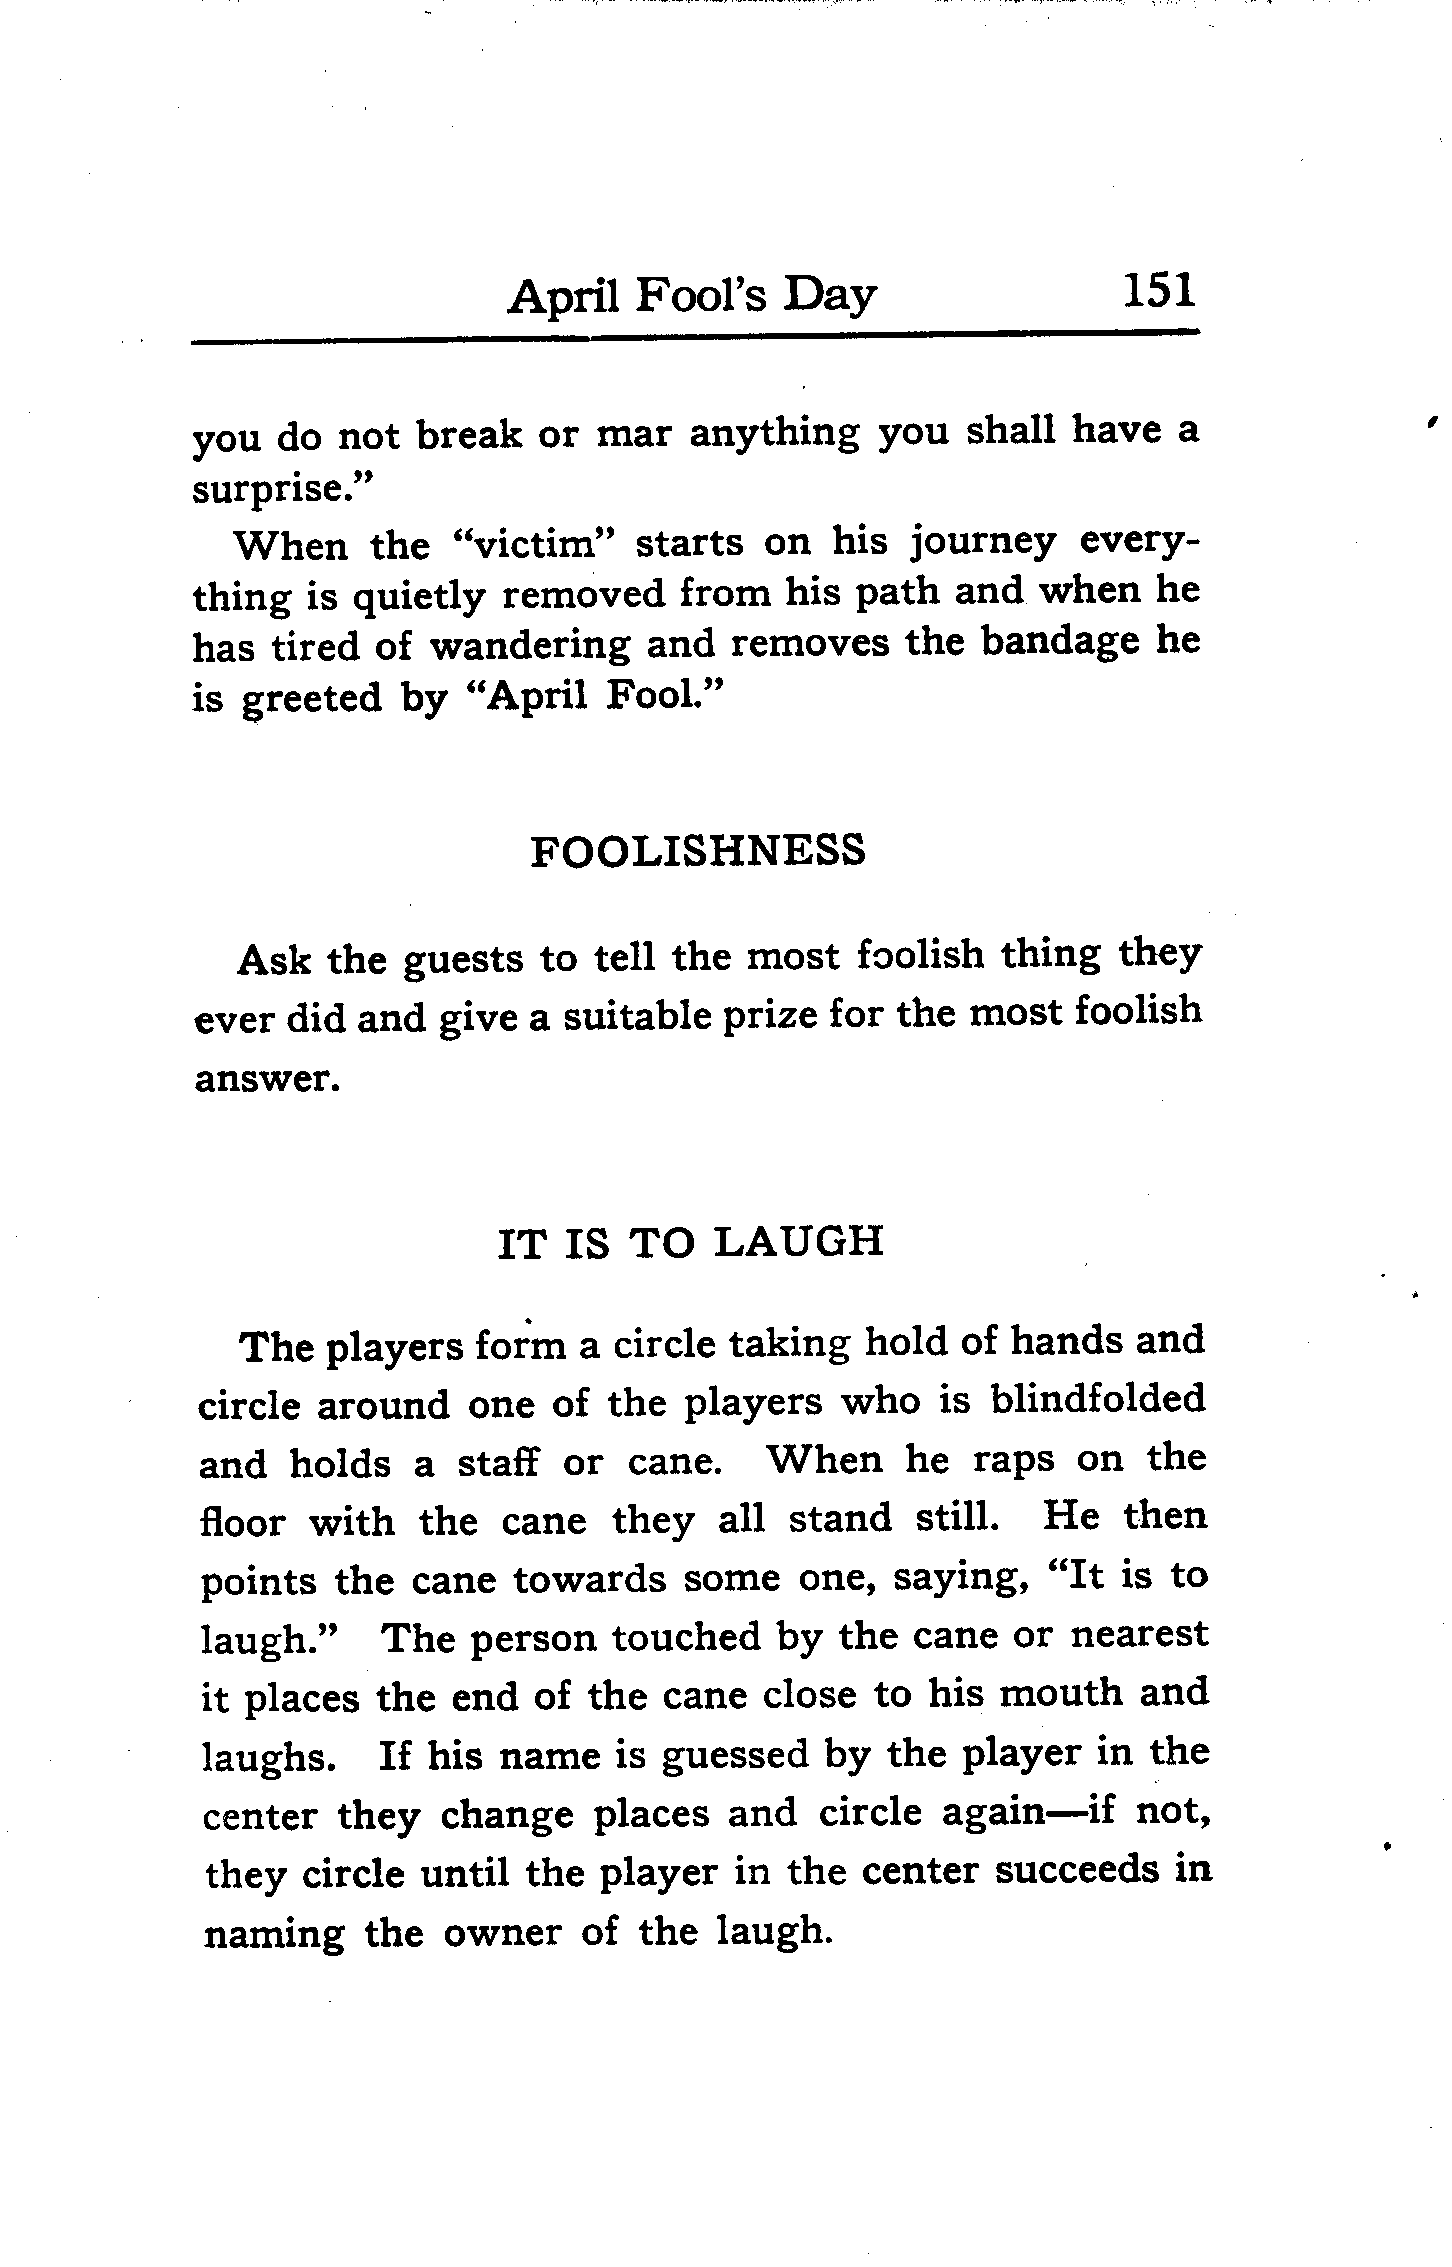 April Fool's Day 151
you do not break or mar anything you shall have a
surprise."
When the "victim" starts on his journey every-
thing is quietly removed from his path and when he
has tired of wandering and removes the bandage he
is greeted by "April Fool."
FOOLISHNESS
Ask the guests to tell the most foolish thing they
ever did and give a suitable prize for the most foolish
answer.
IT IS TO LAUGH
The players form a circle taking hold of hands and
circle around one of the players who is blindfolded
and holds a staff or cane. When he raps on the
floor with the cane they all stand still. He then
points the cane towards some one, saying, "It is to
laugh." The person touched by the cane or nearest
it places the end of the cane close to his mouth and
laughs. If his name is guessed by the player in the
center they change places and circle again—if not,
they circle until the player in the center succeeds in
naming the owner of the laugh.